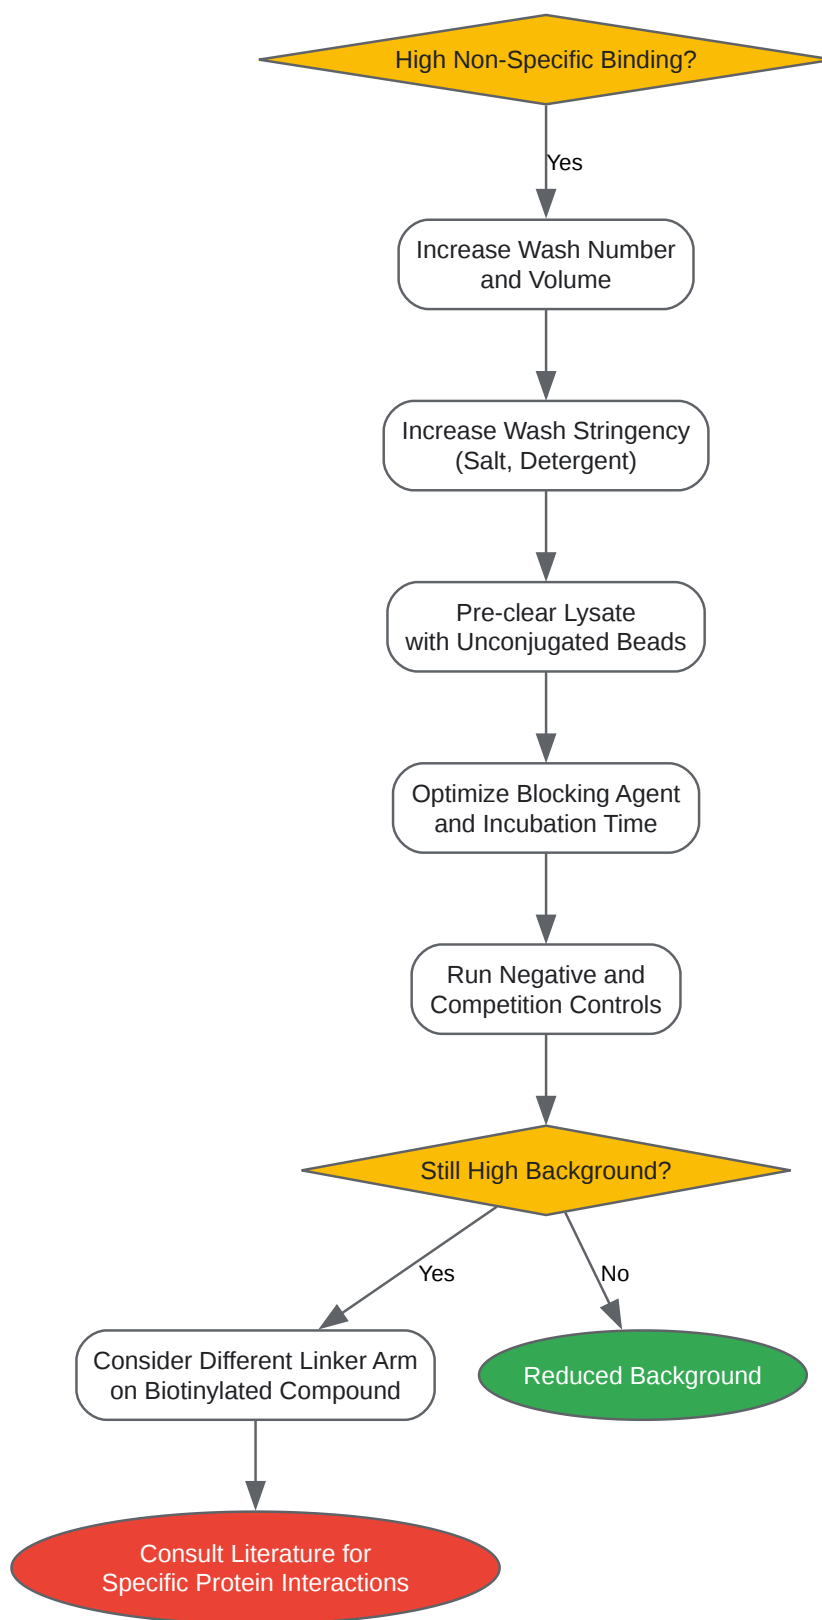 High Non-Specific Binding?
Yes
Increase Wash Number
and Volume
Increase Wash Stringency
(Salt, Detergent)
Pre-clear Lysate
with Unconjugated Beads
Optimize Blocking Agent
and Incubation Time
Run Negative and
Competition Controls
Still High Background?
Yes
No
Consider Different Linker Arm
on Biotinylated Compound
Reduced Background
Consult Literature for
Specific Protein Interactions